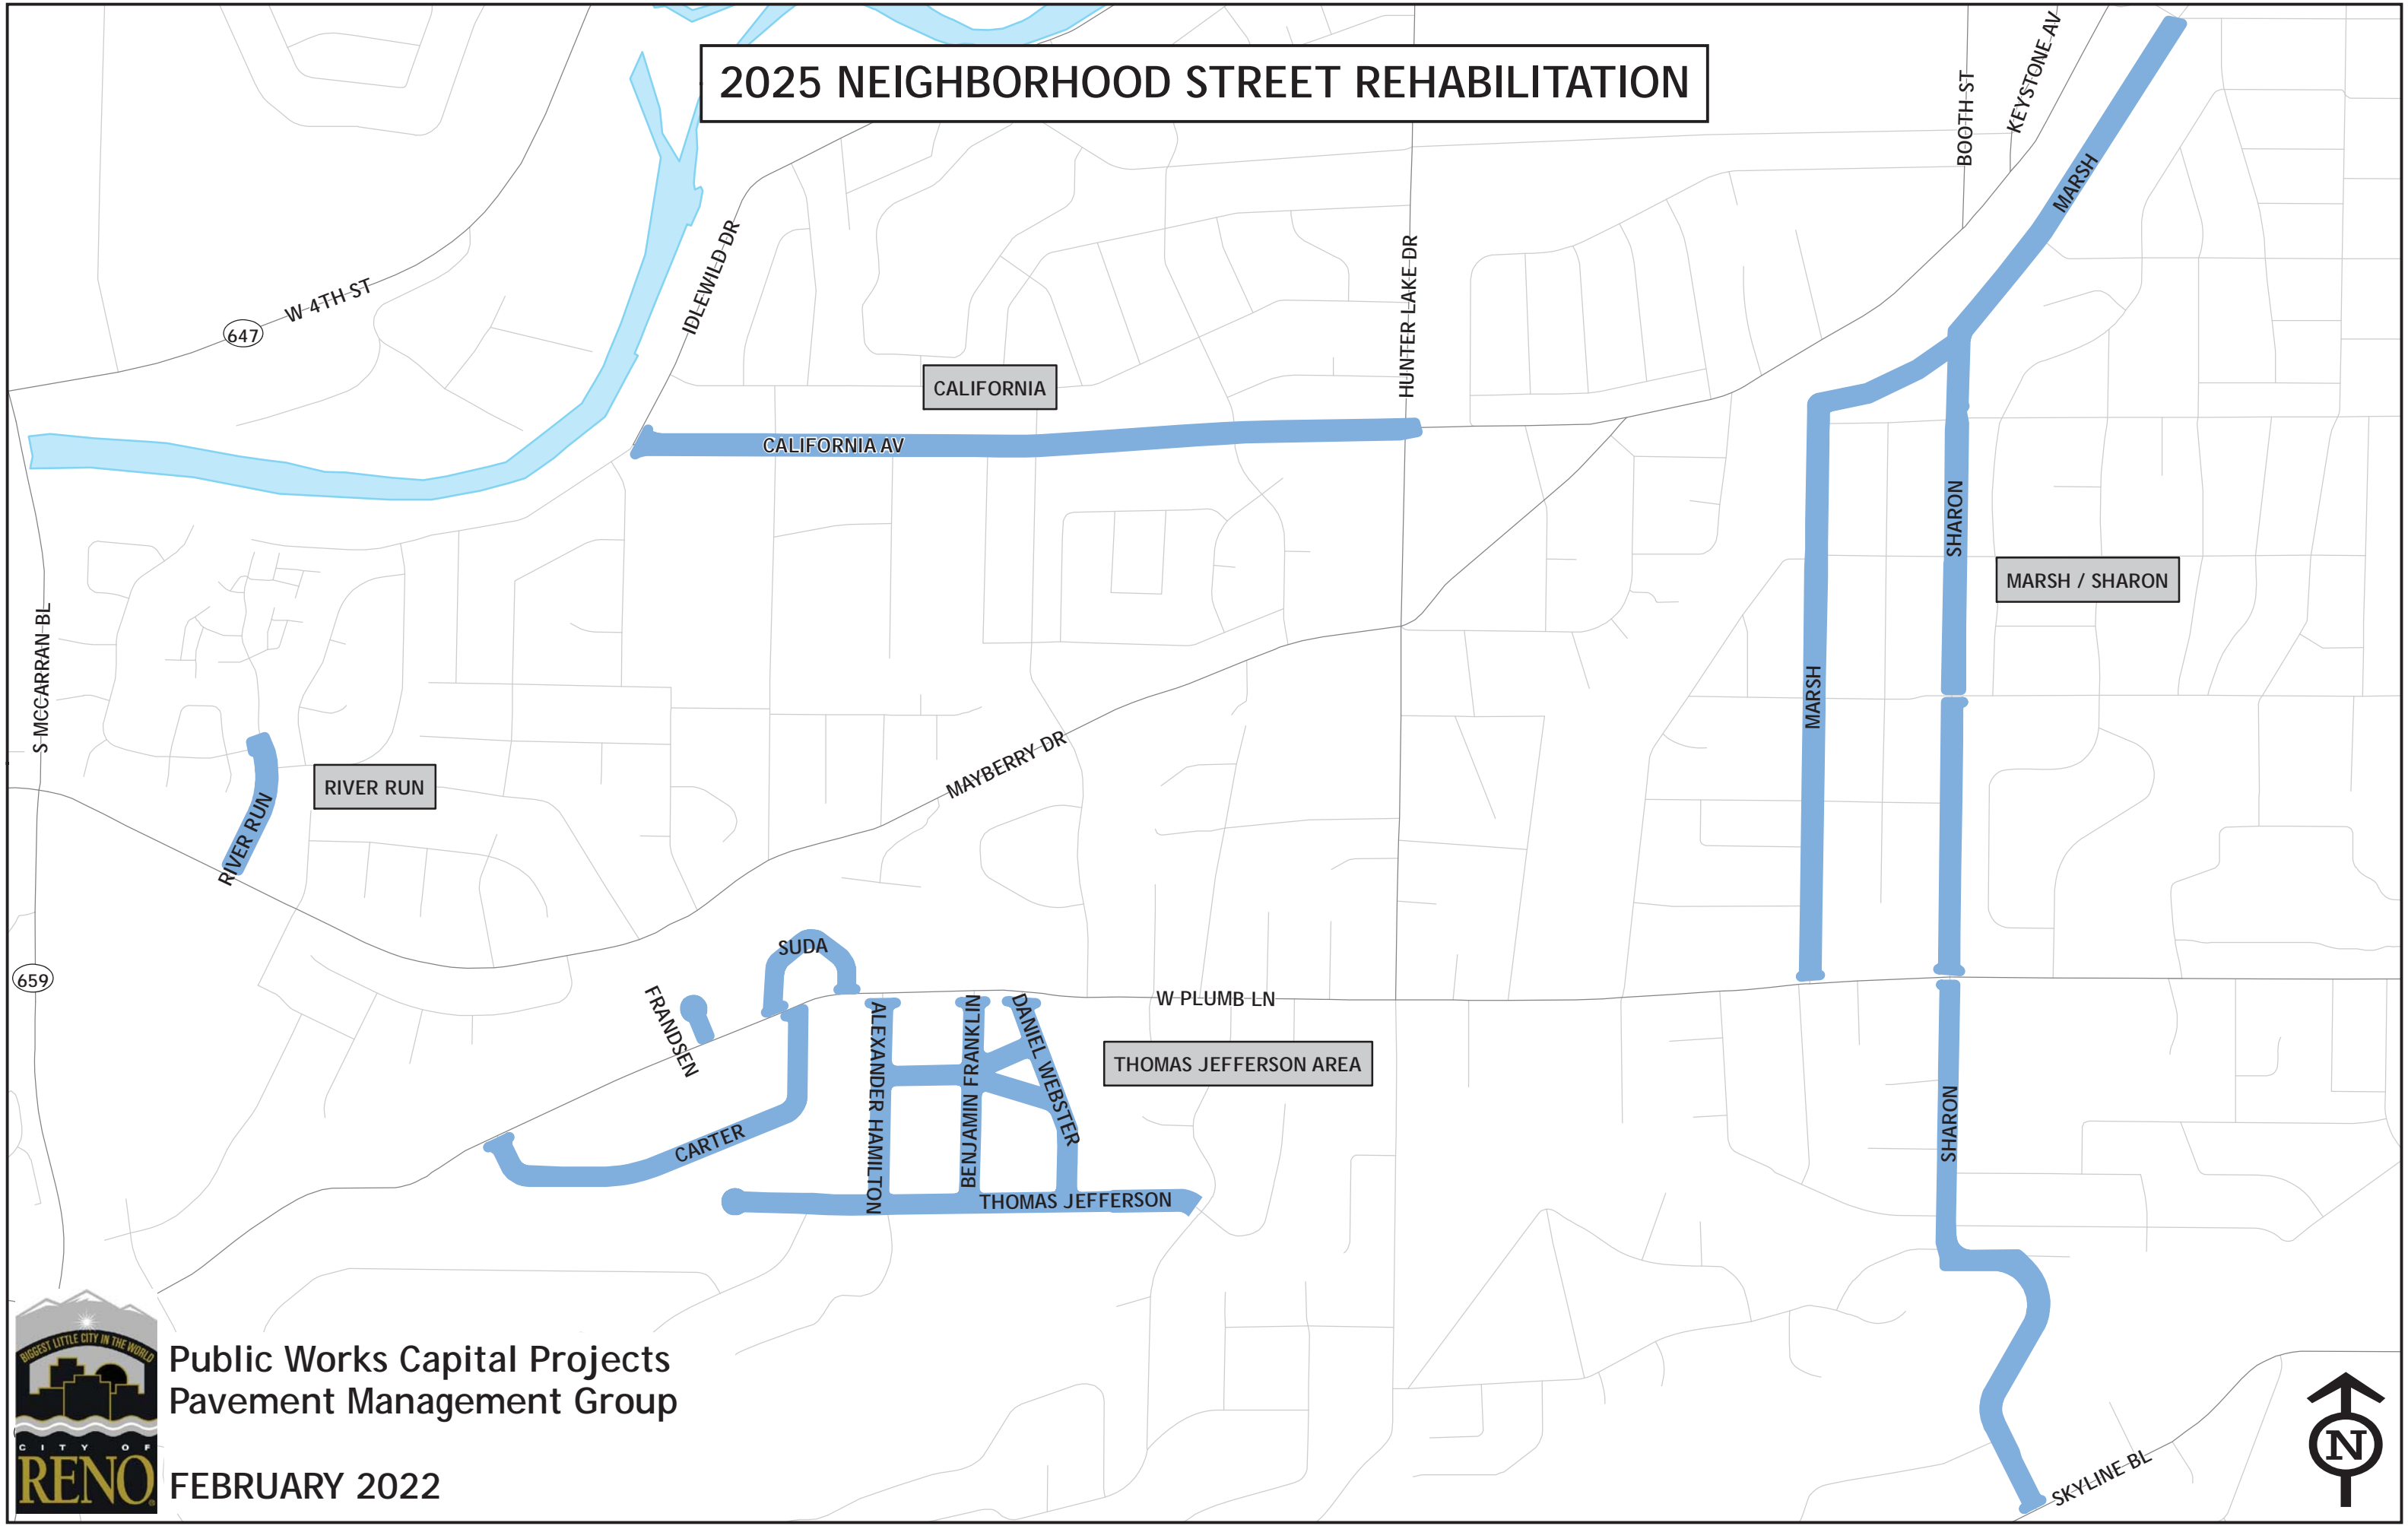 2025 NEIGHBORHOOD STREET REHABILITATION
BOOTH ST
KEYSTONE AV
MARSH
W 4TH ST
647
IDLEWILD DR
HUNTER LAKE DR
CALIFORNIA
CALIFORNIA AV
SHARON
MARSH / SHARON
S MCCARRAN BL
MARSH
MAYBERRY DR
RIVER RUN
RIVER RUN
SUDA
659
FRANDSEN
W PLUMB LN
ALEXANDER HAMILTON
BENJAMIN FRANKLIN
DANIEL WEBSTER
THOMAS JEFFERSON AREA
CARTER
SHARON
THOMAS JEFFERSON
BIGGEST LITTLE CITY IN THE WORLD
CITY OF
RENO
Public Works Capital Projects
Pavement Management Group
FEBRUARY 2022
SKYLINE BL
N